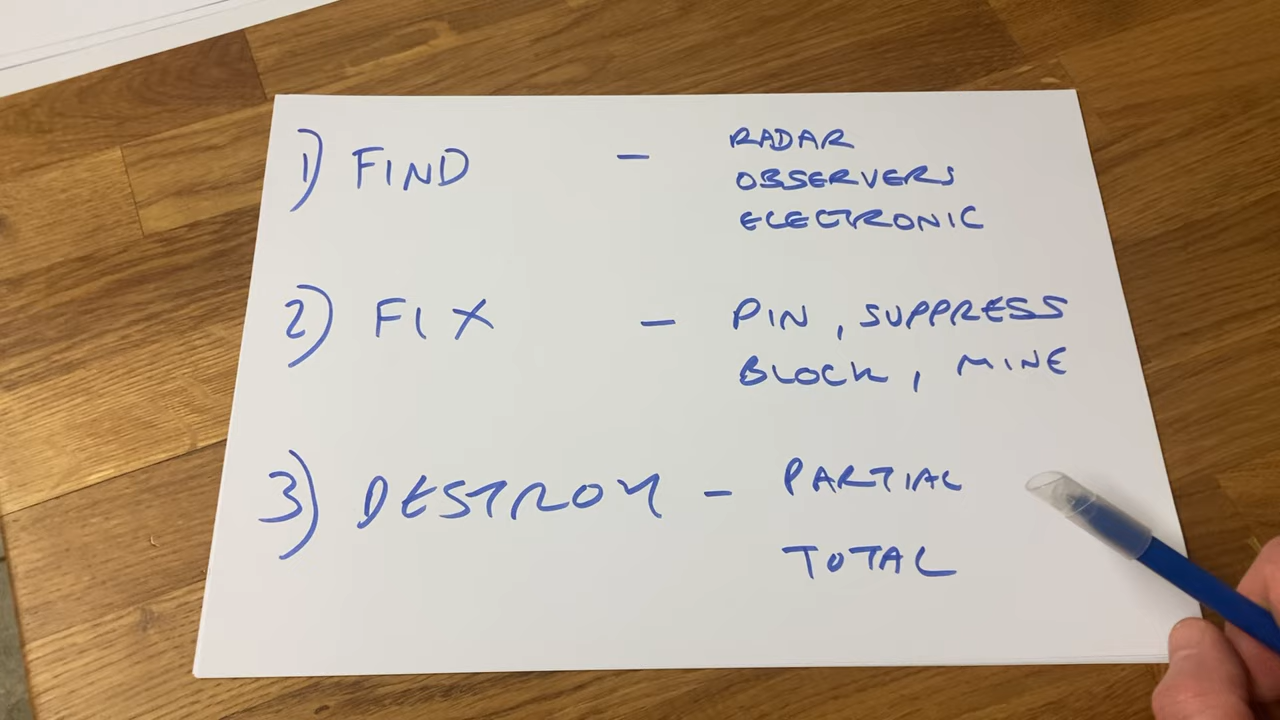 1) FIND - RADAR
OBSERVERS
ELECTRONIC
2) FIX - PIN, SUPPRESS
BLOCK, MINE
3) DESTROY - PARTIAL
TOTAL